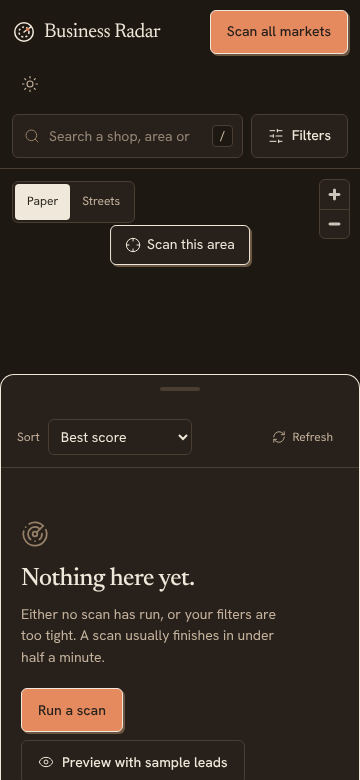 Business Radar
Scan all markets
Search a shop, area or
/
Filters
Paper
Streets
+
−
Scan this area
Sort
Best score
Refresh
Nothing here yet.
Either no scan has run, or your filters are
too tight. A scan usually finishes in under
half a minute.
Run a scan
Preview with sample leads